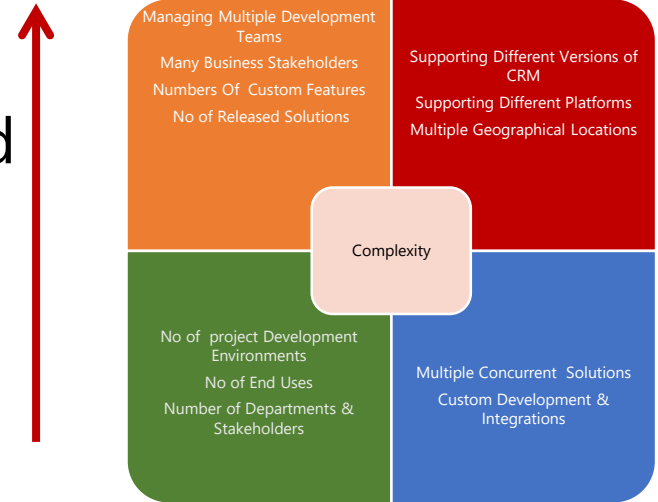 d
Managing Multiple Development
Teams
Many Business Stakeholders
Numbers Of Custom Features
No of Released Solutions
Supporting Different Versions of
CRM
Supporting Different Platforms
Multiple Geographical Locations
Complexity
No of project Development
Environments
No of End Uses
Number of Departments &
Stakeholders
Multiple Concurrent Solutions
Custom Development &
Integrations